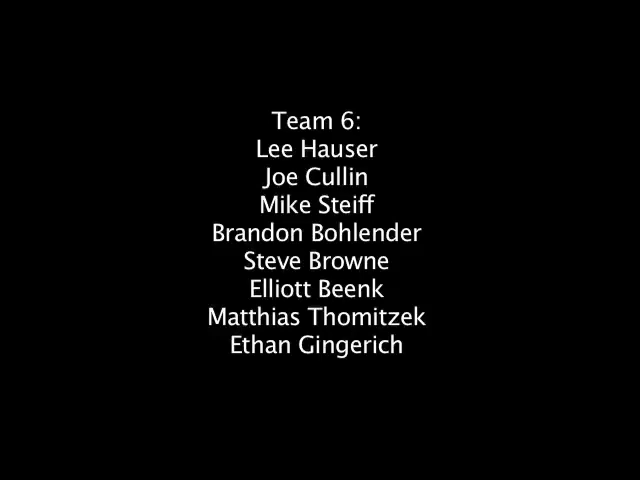 Team 6:
Lee Hauser
Joe Cullin
Mike Steiff
Brandon Bohlender
Steve Browne
Elliott Beenk
Matthias Thomitzek
Ethan Gingerich